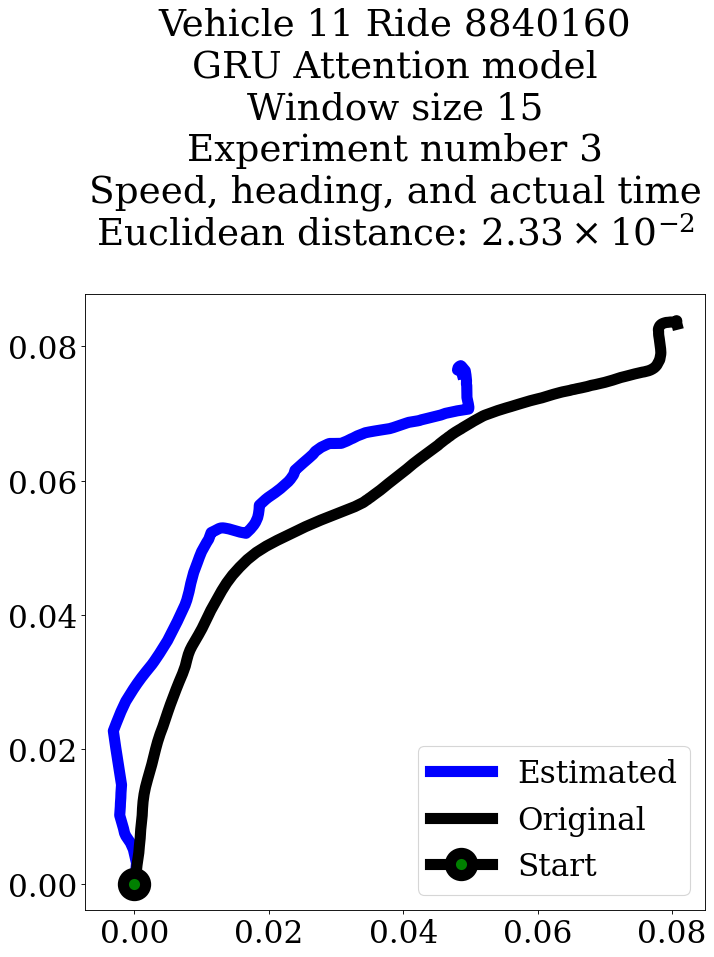 Vehicle 11 Ride 8840160
GRU Attention model
Window size 15
Experiment number 3
Speed, heading, and actual time
Euclidean distance: 2.33 × 10⁻²
0.08
0.06
0.04
0.02
0.00
Estimated
Original
Start
0.00 0.02 0.04 0.06 0.08